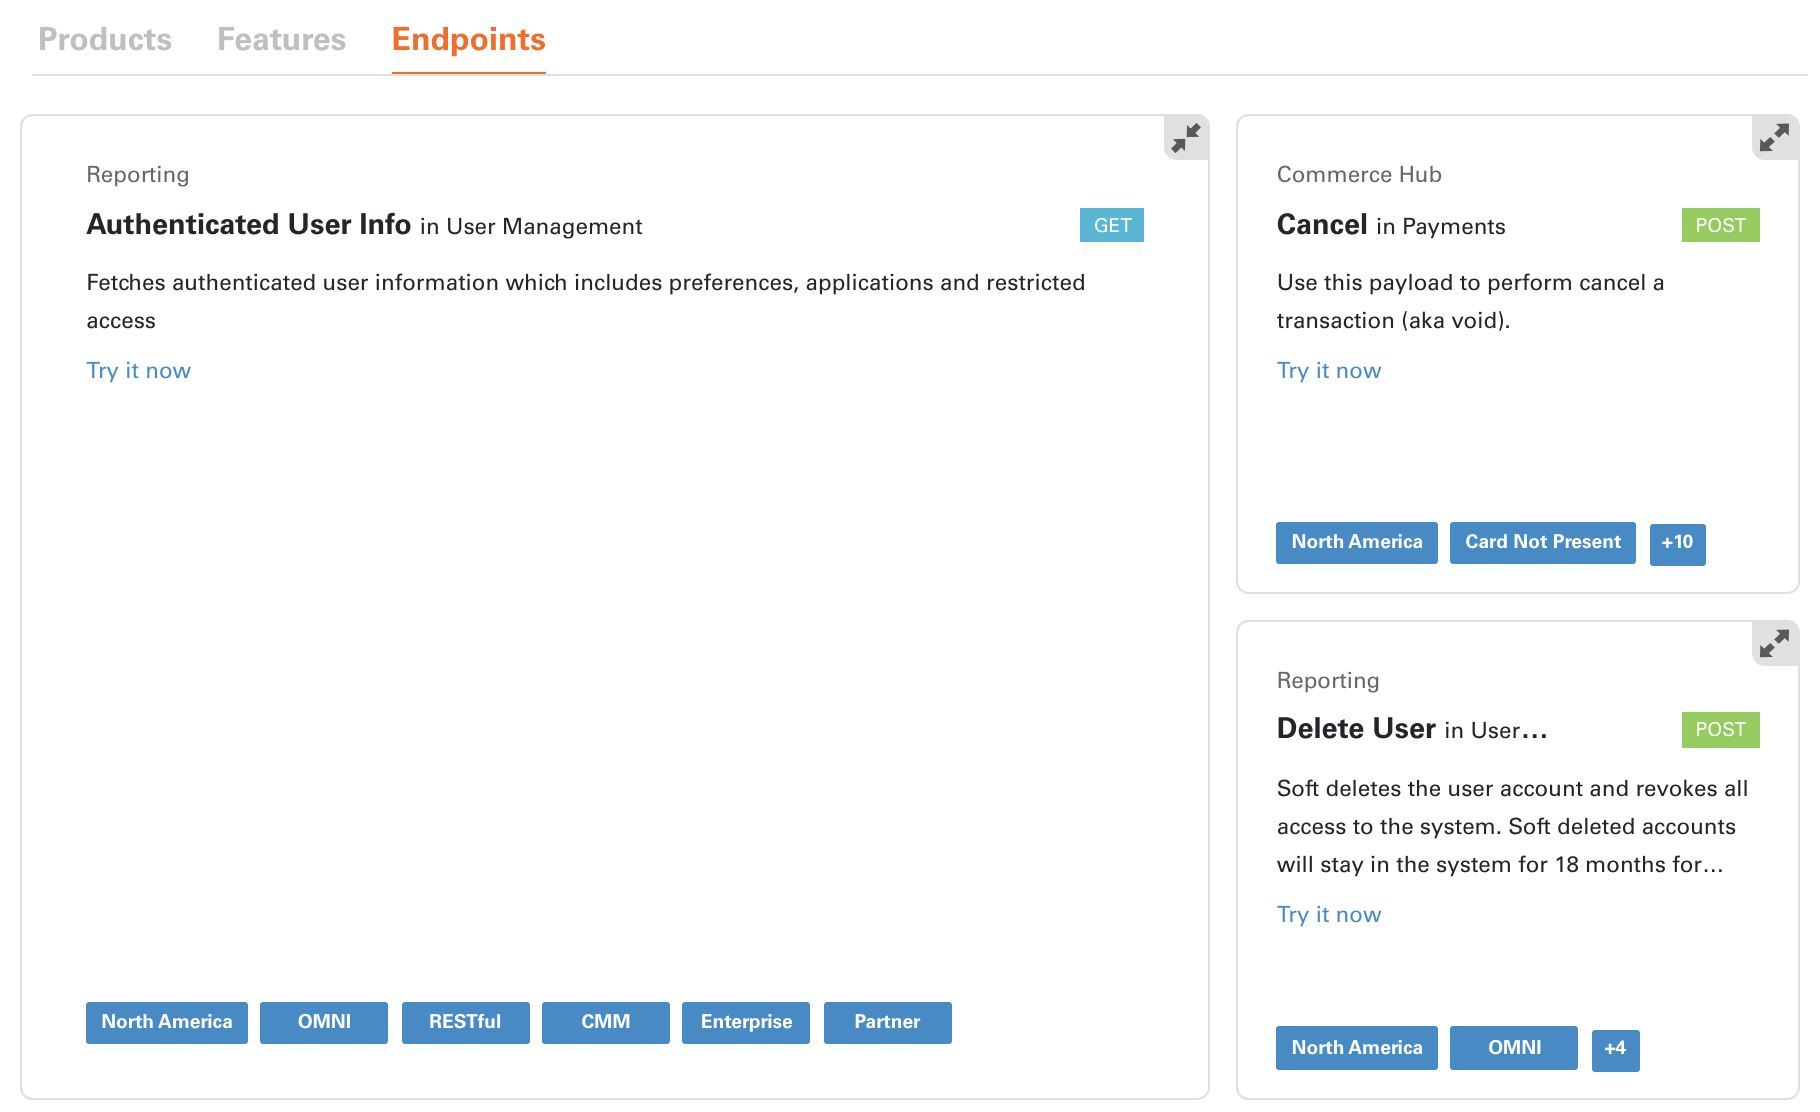 Products Features Endpoints
Reporting
Authenticated User Info in User Management GET
Fetches authenticated user information which includes preferences, applications and restricted
access
Try it now
North America OMNI RESTful CMM Enterprise Partner
Commerce Hub
Cancel in Payments POST
Use this payload to perform cancel a
transaction (aka void).
Try it now
North America Card Not Present +10
Reporting
Delete User in User... POST
Soft deletes the user account and revokes all
access to the system. Soft deleted accounts
will stay in the system for 18 months for...
Try it now
North America OMNI +4